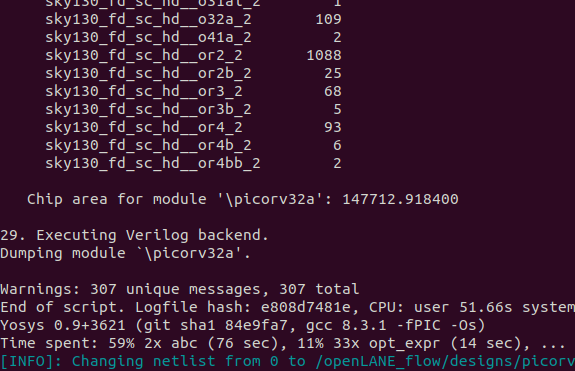 sky130_fd_sc_hd__o31ai_2 1
sky130_fd_sc_hd__o32a_2 109
sky130_fd_sc_hd__o41a_2 2
sky130_fd_sc_hd__or2_2 1088
sky130_fd_sc_hd__or2b_2 25
sky130_fd_sc_hd__or3_2 68
sky130_fd_sc_hd__or3b_2 5
sky130_fd_sc_hd__or4_2 93
sky130_fd_sc_hd__or4b_2 6
sky130_fd_sc_hd__or4bb_2 2
Chip area for module '\picorv32a': 147712.918400
29. Executing Verilog backend.
Dumping module `\picorv32a'.
Warnings: 307 unique messages, 307 total
End of script. Logfile hash: e808d7481e, CPU: user 51.66s system
Yosys 0.9+3621 (git sha1 84e9fa7, gcc 8.3.1 -fPIC -Os)
Time spent: 59% 2x abc (76 sec), 11% 33x opt_expr (14 sec), ...
[INFO]: Changing netlist from 0 to /openLANE_flow/designs/picorv